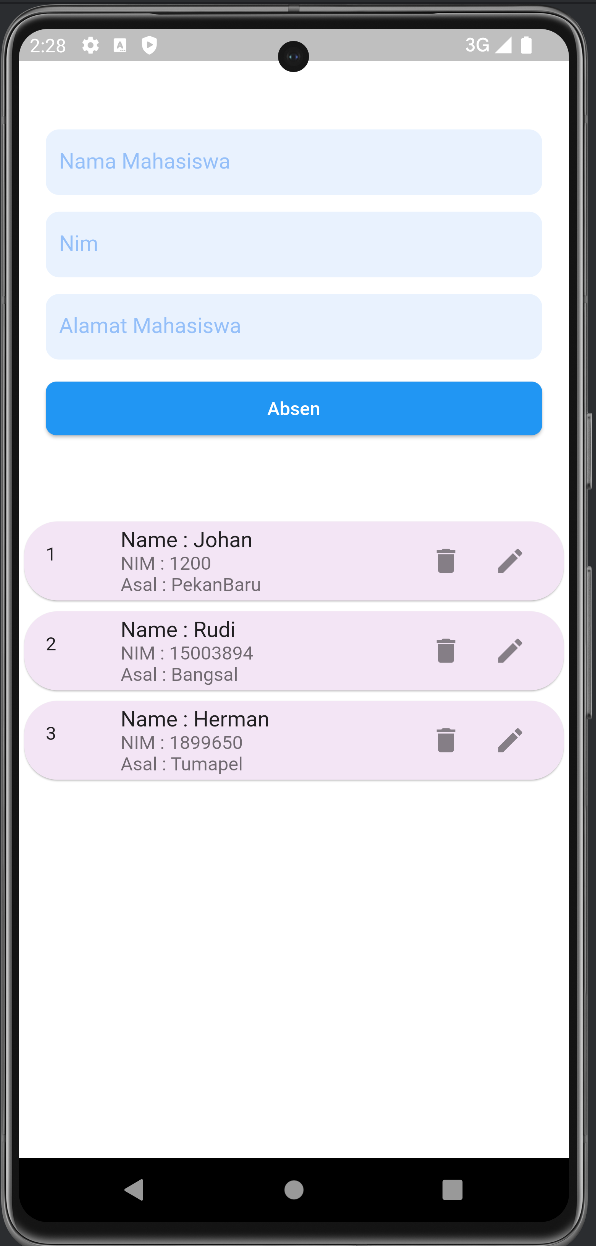 2:28 3G
Nama Mahasiswa
Nim
Alamat Mahasiswa
Absen
1
Name : Johan
NIM : 1200
Asal : PekanBaru
2
Name : Rudi
NIM : 15003894
Asal : Bangsal
3
Name : Herman
NIM : 1899650
Asal : Tumapel